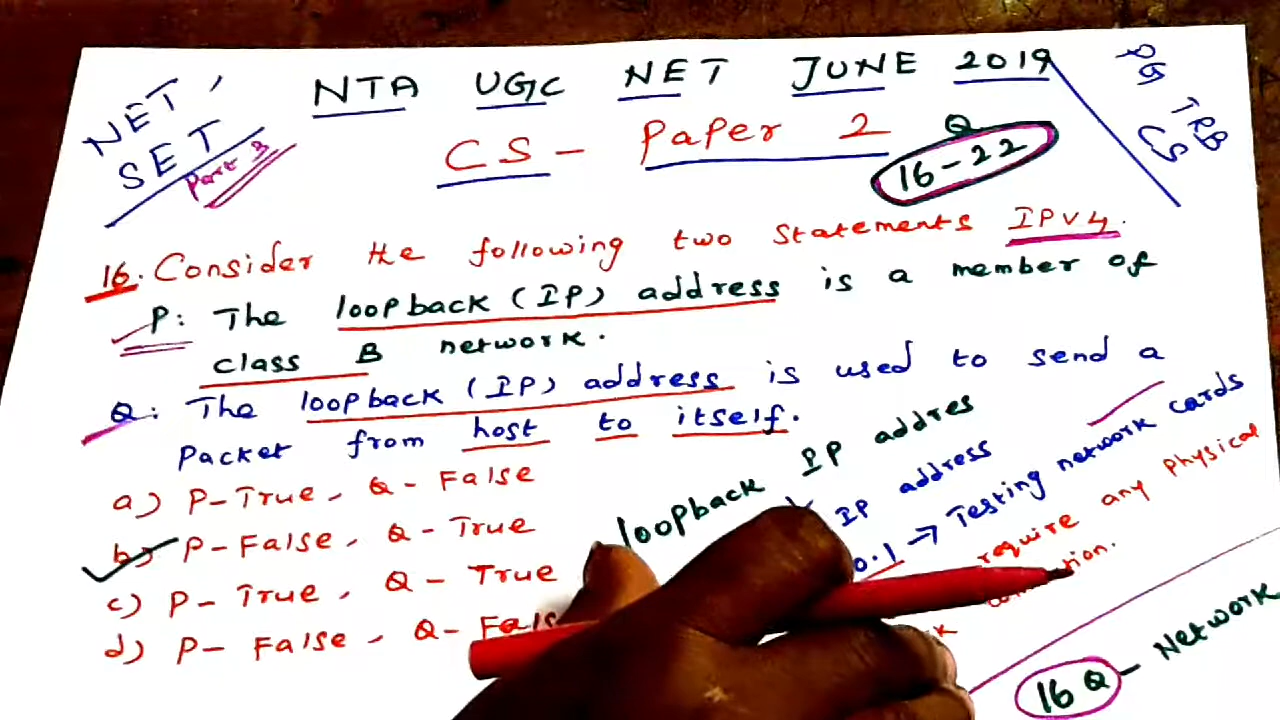 NET,
SET
Part 3
NTA UGC NET JUNE 2019
CS - PaPer 2
Q
16-22
PG TRB
CS
16. Consider the following two statements IPV4.
P: The loopback (IP) address is a member of
class B network.
Q: The loopback (IP) address is used to send a
Packet from host to itself.
a) P-True, Q-False
b) P-False, Q-True
c) P-True, Q-True
d) P-False, Q-
loopback IP addres
IP address
0.1 → Testing network cards
require any Physical
16 Q - Network